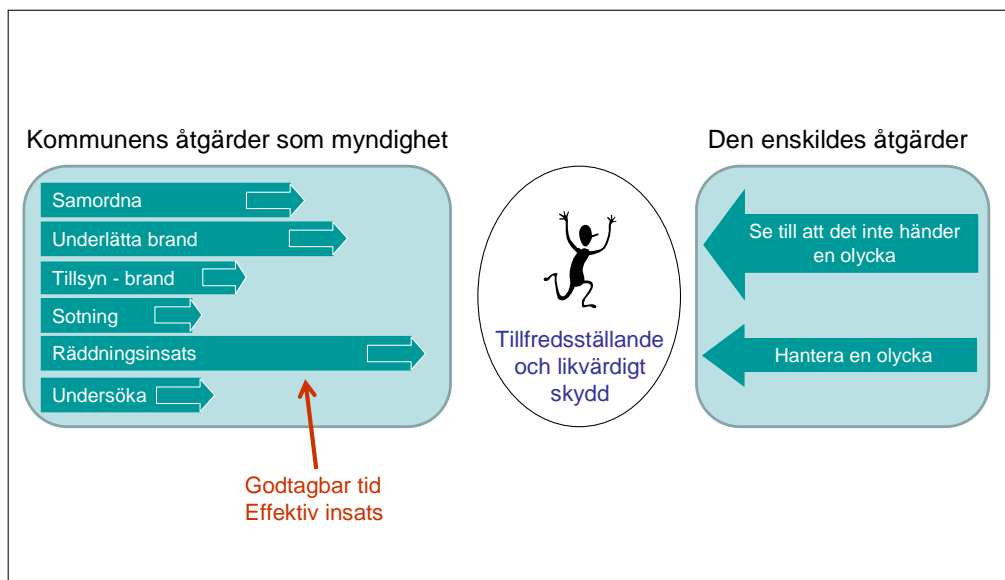 Kommunens åtgärder som myndighet
Samordna
Underlätta brand
Tillsyn - brand
Sotning
Räddningsinsats
Undersöka
Godtagbar tid
Effektiv insats
Tillfredsställande
och likvärdigt
skydd
Den enskildes åtgärder
Se till att det inte händer
en olycka
Hantera en olycka